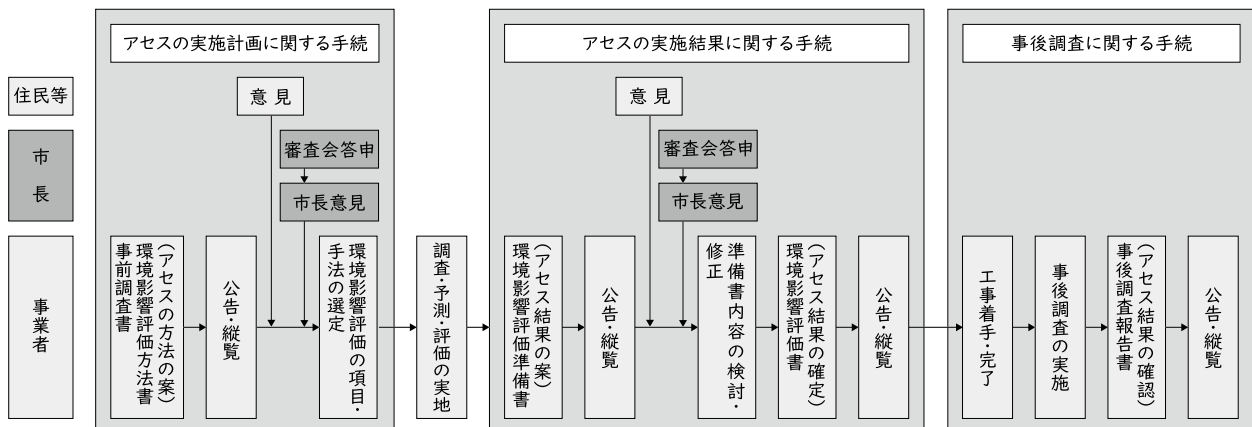 アセスの実施計画に関する手続
アセスの実施結果に関する手続
事後調査に関する手続
住民等
意見
意見
市長
審査会答申
審査会答申
市長意見
市長意見
事業者
(アセスの方法の案)
環境影響評価方法書
事前調査書
公告・縦覧
環境影響評価の項目・
手法の選定
調査・予測・評価の実地
(アセス結果の案)
環境影響評価準備書
公告・縦覧
準備書内容の検討・
修正
(アセス結果の確定)
環境影響評価書
公告・縦覧
工事着手・完了
事後調査の実施
(アセス結果の確認)
事後調査報告書
公告・縦覧